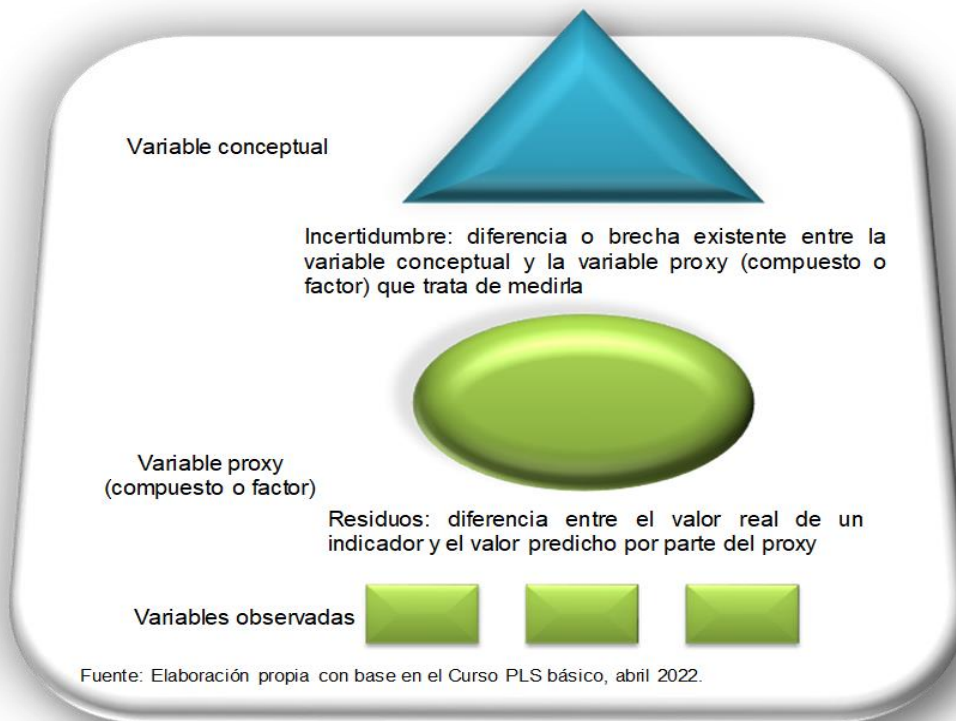 Variable conceptual
Incertidumbre: diferencia o brecha existente entre la
variable conceptual y la variable proxy (compuesto o
factor) que trata de medirla
Variable proxy
(compuesto o factor)
Residuos: diferencia entre el valor real de un
indicador y el valor predicho por parte del proxy
Variables observadas
Fuente: Elaboración propia con base en el Curso PLS básico, abril 2022.